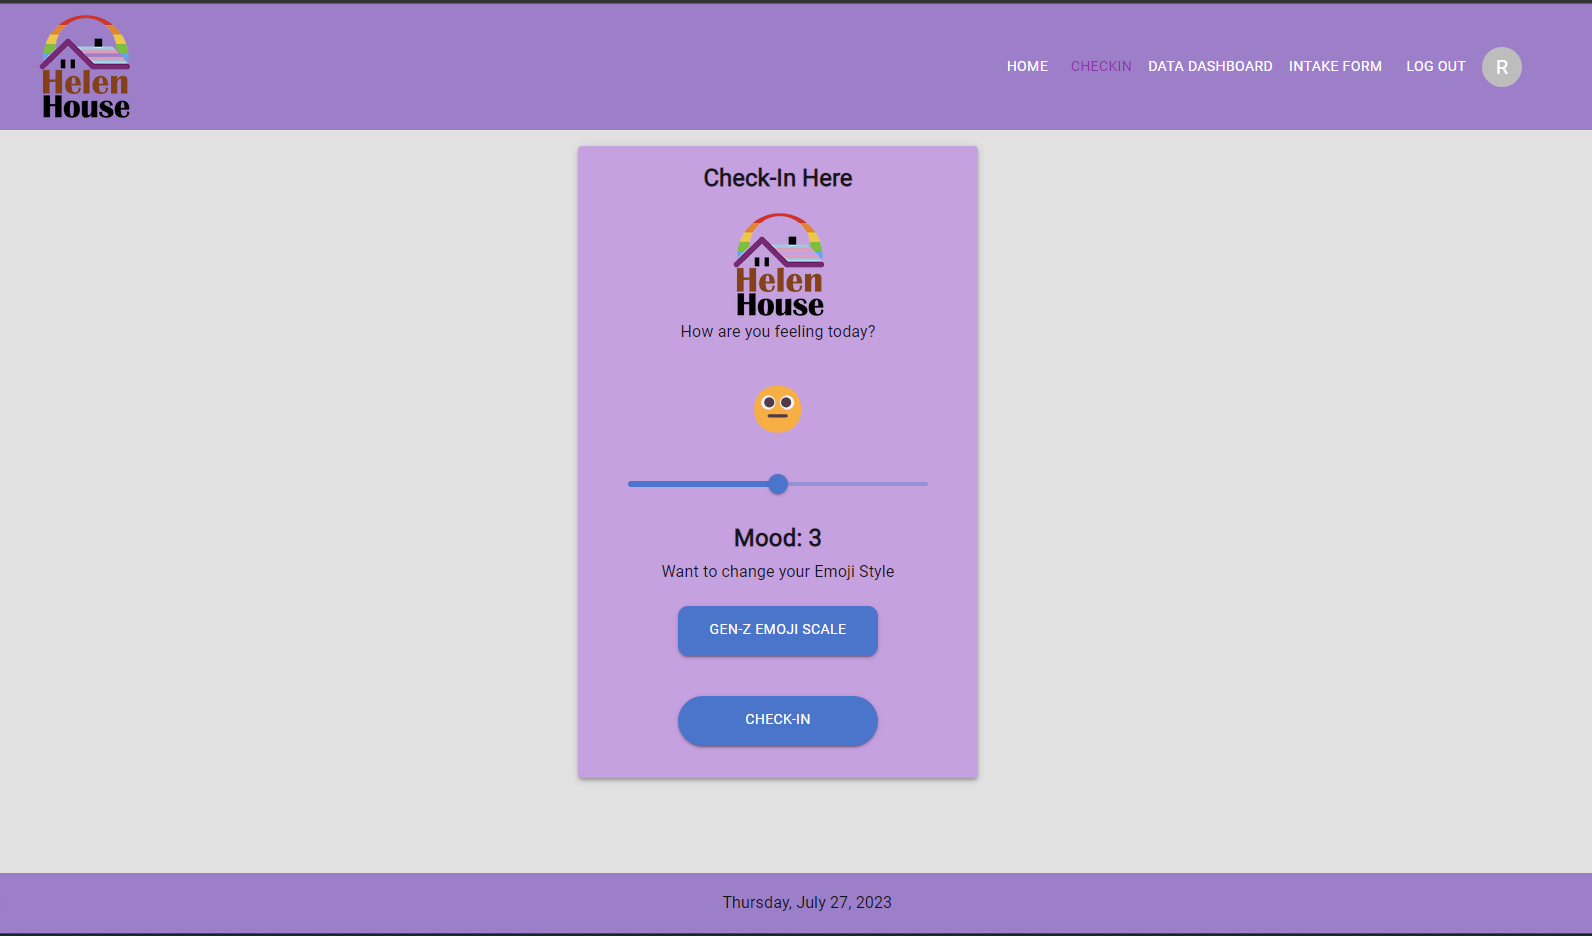 Helen
House
HOME CHECKIN DATA DASHBOARD INTAKE FORM LOG OUT R
Check-In Here
Helen
House
How are you feeling today?
Mood: 3
Want to change your Emoji Style
GEN-Z EMOJI SCALE
CHECK-IN
Thursday, July 27, 2023